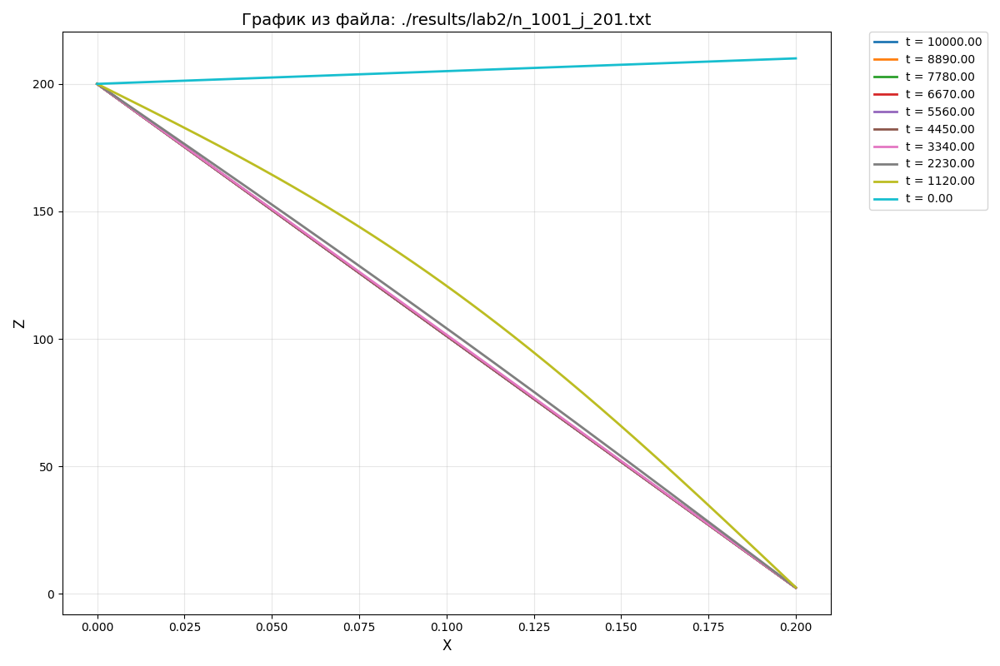 График из файла: ./results/lab2/n_1001_j_201.txt
t = 10000.00
t = 8890.00
t = 7780.00
t = 6670.00
t = 5560.00
t = 4450.00
t = 3340.00
t = 2230.00
t = 1120.00
t = 0.00
200
150
100
50
0
Z
0.000 0.025 0.050 0.075 0.100 0.125 0.150 0.175 0.200
X